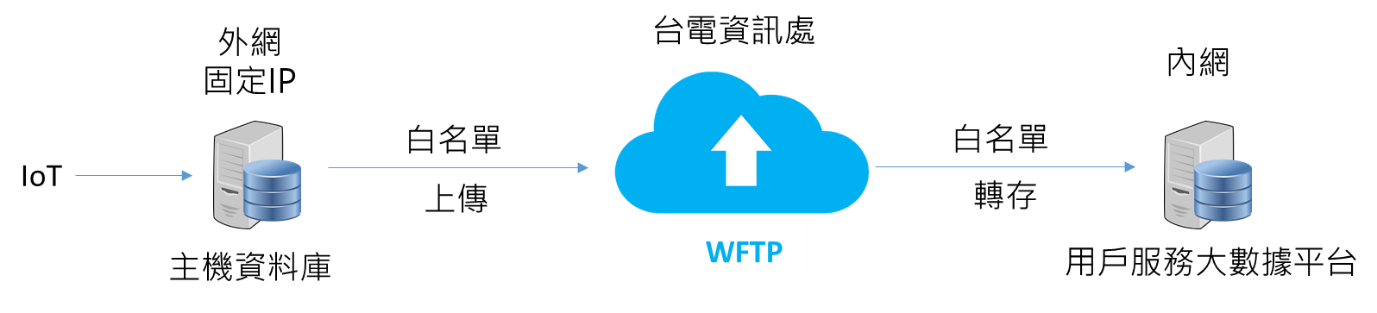 台電資訊處
外網
固定IP
內網
白名單
白名單
IoT
上傳
轉存
WFTP
主機資料庫
用戶服務大數據平台